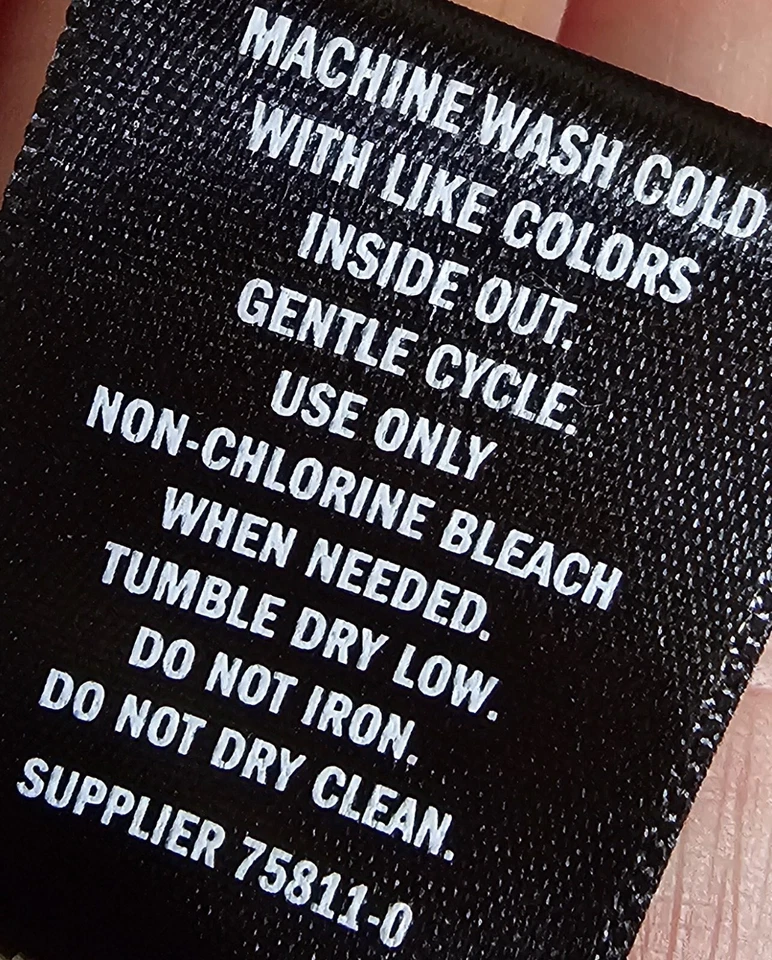 MACHINE WASH COLD
WITH LIKE COLORS
INSIDE OUT.
GENTLE CYCLE.
USE ONLY
NON-CHLORINE BLEACH
WHEN NEEDED.
TUMBLE DRY LOW.
DO NOT IRON.
DO NOT DRY CLEAN.
SUPPLIER 75811-0